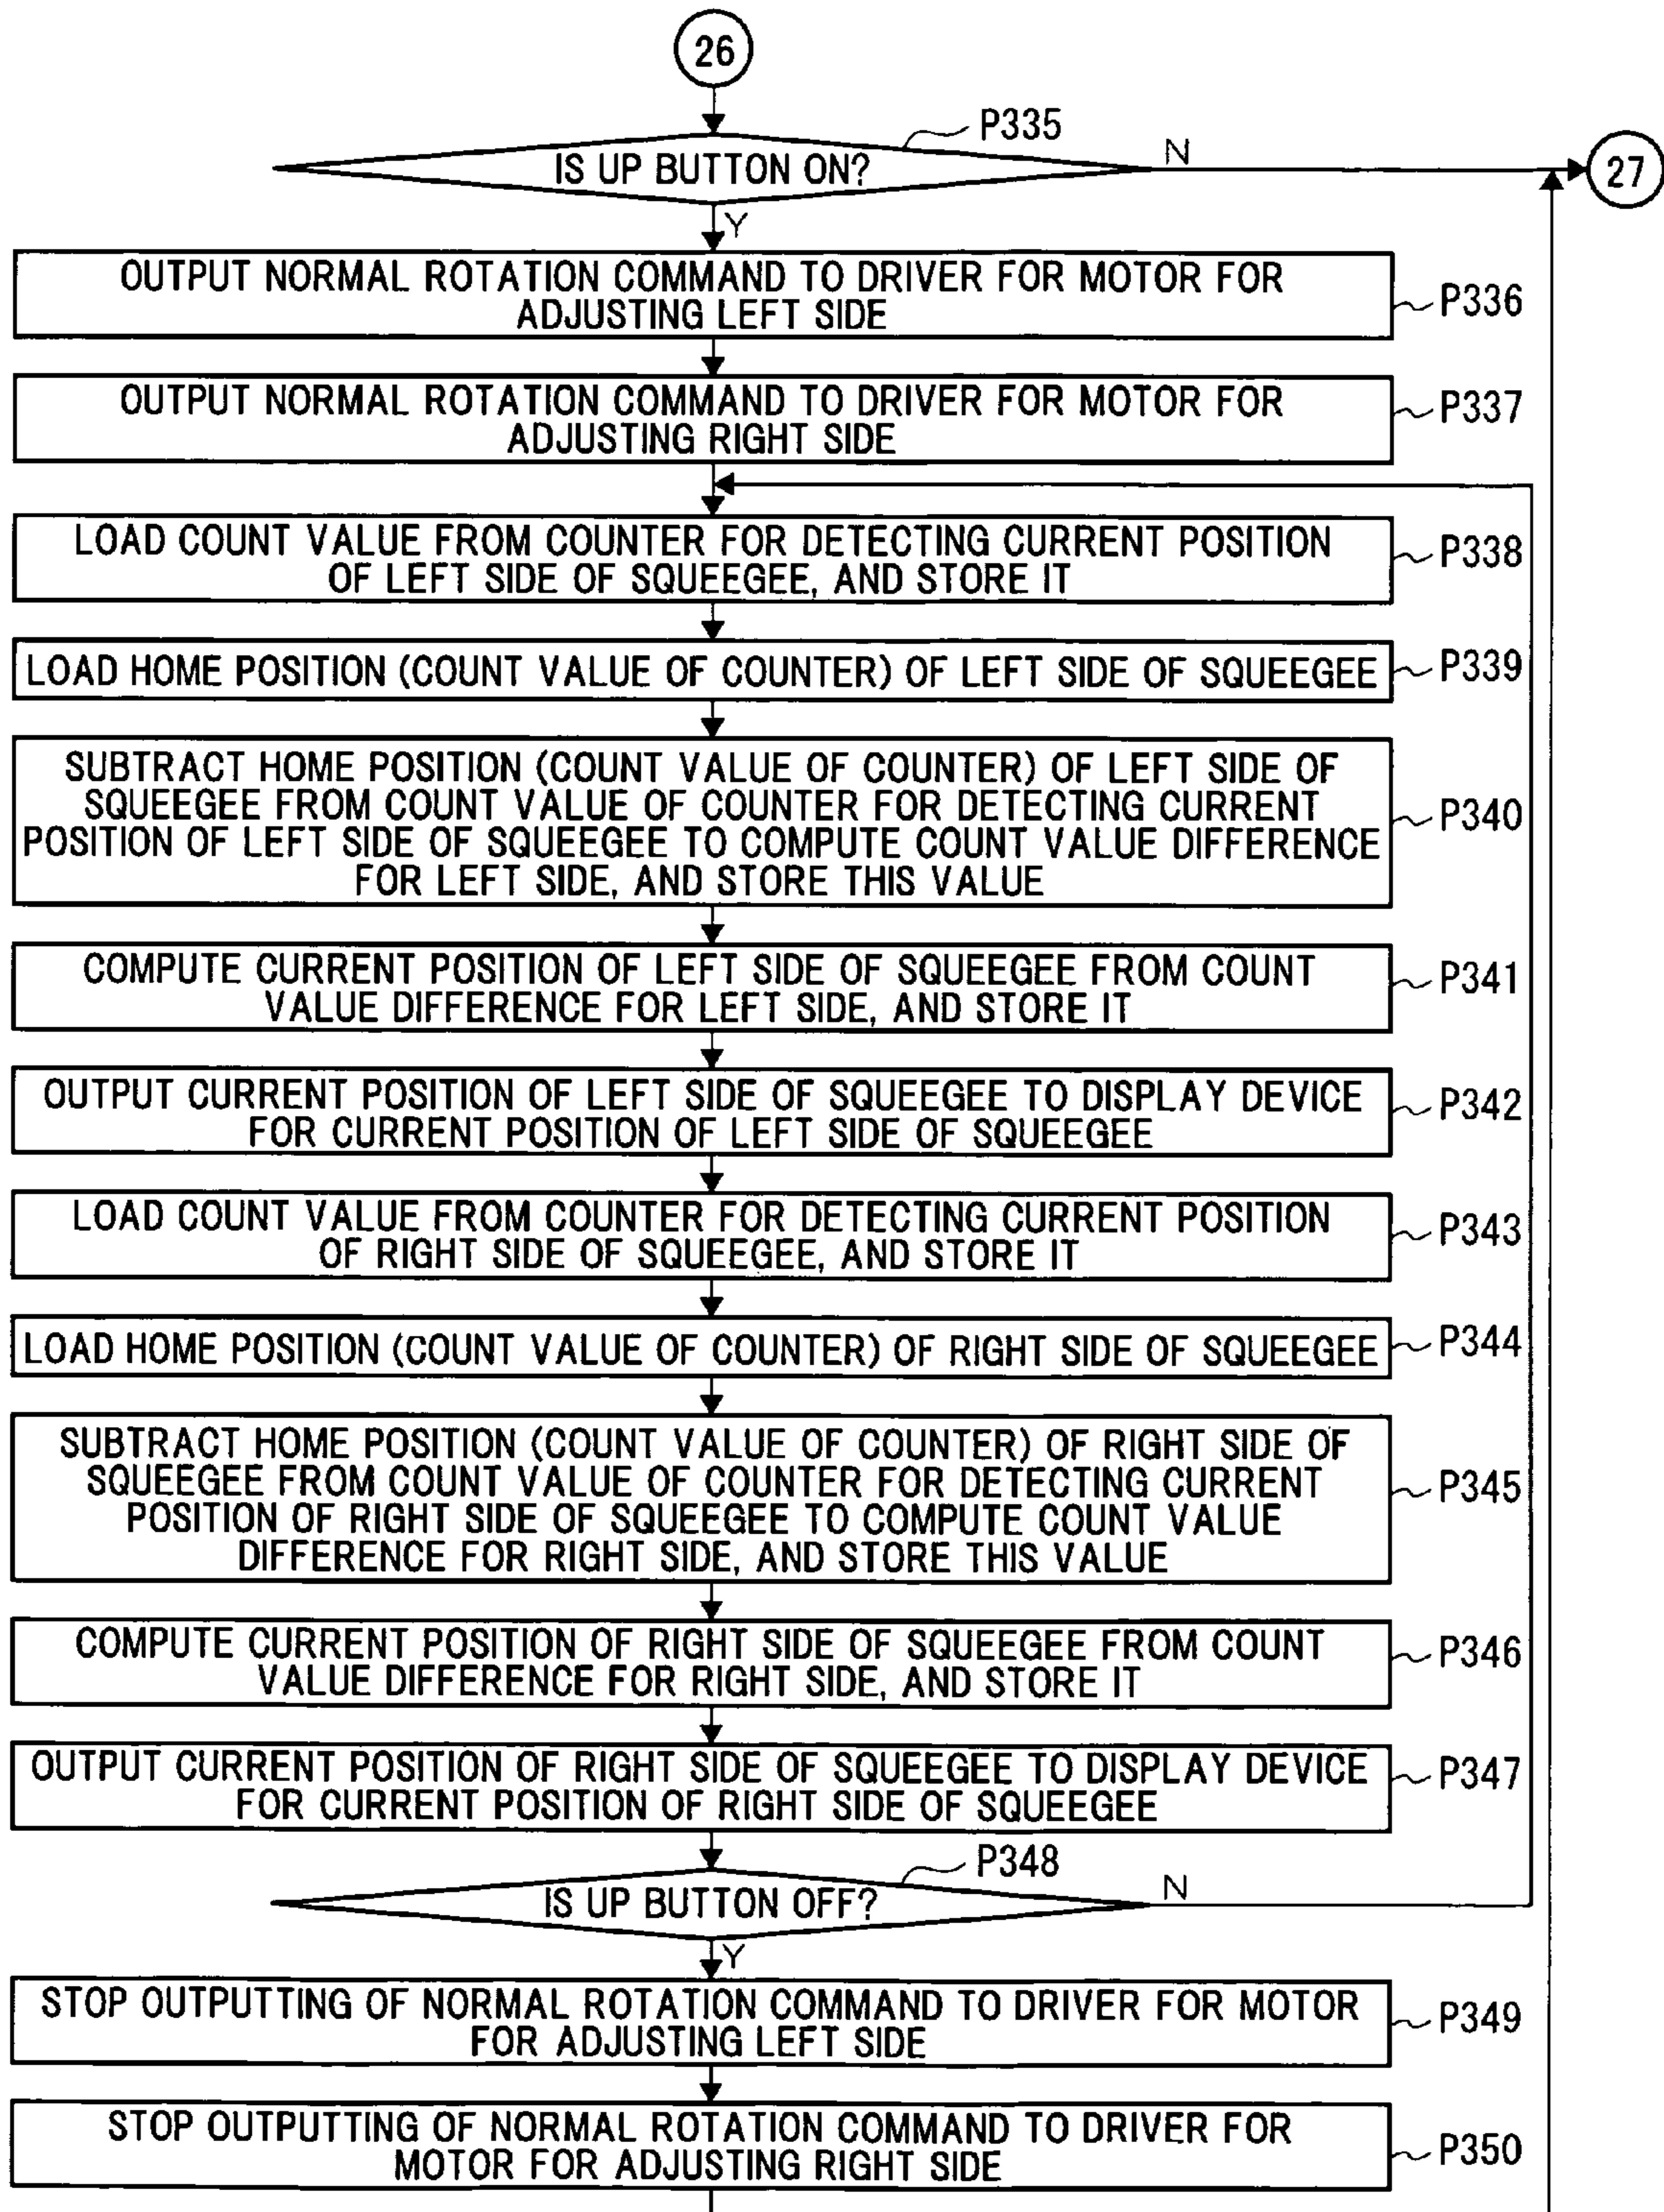 26
P335
IS UP BUTTON ON?
N
27
Y
OUTPUT NORMAL ROTATION COMMAND TO DRIVER FOR MOTOR FOR
ADJUSTING LEFT SIDE
P336
OUTPUT NORMAL ROTATION COMMAND TO DRIVER FOR MOTOR FOR
ADJUSTING RIGHT SIDE
P337
LOAD COUNT VALUE FROM COUNTER FOR DETECTING CURRENT POSITION
OF LEFT SIDE OF SQUEEGEE, AND STORE IT
P338
LOAD HOME POSITION (COUNT VALUE OF COUNTER) OF LEFT SIDE OF SQUEEGEE
P339
SUBTRACT HOME POSITION (COUNT VALUE OF COUNTER) OF LEFT SIDE OF
SQUEEGEE FROM COUNT VALUE OF COUNTER FOR DETECTING CURRENT
POSITION OF LEFT SIDE OF SQUEEGEE TO COMPUTE COUNT VALUE DIFFERENCE
FOR LEFT SIDE, AND STORE THIS VALUE
P340
COMPUTE CURRENT POSITION OF LEFT SIDE OF SQUEEGEE FROM COUNT
VALUE DIFFERENCE FOR LEFT SIDE, AND STORE IT
P341
OUTPUT CURRENT POSITION OF LEFT SIDE OF SQUEEGEE TO DISPLAY DEVICE
FOR CURRENT POSITION OF LEFT SIDE OF SQUEEGEE
P342
LOAD COUNT VALUE FROM COUNTER FOR DETECTING CURRENT POSITION
OF RIGHT SIDE OF SQUEEGEE, AND STORE IT
P343
LOAD HOME POSITION (COUNT VALUE OF COUNTER) OF RIGHT SIDE OF SQUEEGEE
P344
SUBTRACT HOME POSITION (COUNT VALUE OF COUNTER) OF RIGHT SIDE OF
SQUEEGEE FROM COUNT VALUE OF COUNTER FOR DETECTING CURRENT
POSITION OF RIGHT SIDE OF SQUEEGEE TO COMPUTE COUNT VALUE
DIFFERENCE FOR RIGHT SIDE, AND STORE THIS VALUE
P345
COMPUTE CURRENT POSITION OF RIGHT SIDE OF SQUEEGEE FROM COUNT
VALUE DIFFERENCE FOR RIGHT SIDE, AND STORE IT
P346
OUTPUT CURRENT POSITION OF RIGHT SIDE OF SQUEEGEE TO DISPLAY DEVICE
FOR CURRENT POSITION OF RIGHT SIDE OF SQUEEGEE
P347
P348
IS UP BUTTON OFF?
N
Y
STOP OUTPUTTING OF NORMAL ROTATION COMMAND TO DRIVER FOR MOTOR
FOR ADJUSTING LEFT SIDE
P349
STOP OUTPUTTING OF NORMAL ROTATION COMMAND TO DRIVER FOR
MOTOR FOR ADJUSTING RIGHT SIDE
P350